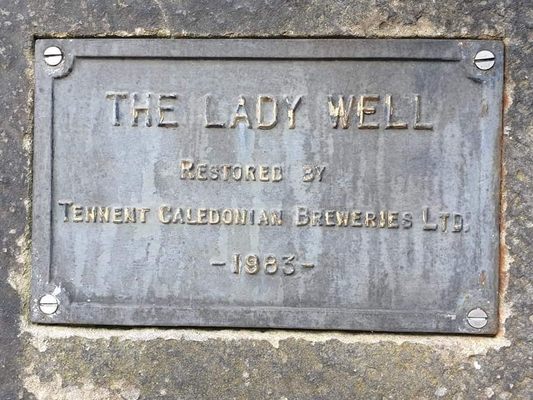 THE LADY WELL
RESTORED BY
TENNENT CALEDONIAN BREWERIES LTD.
-1983-